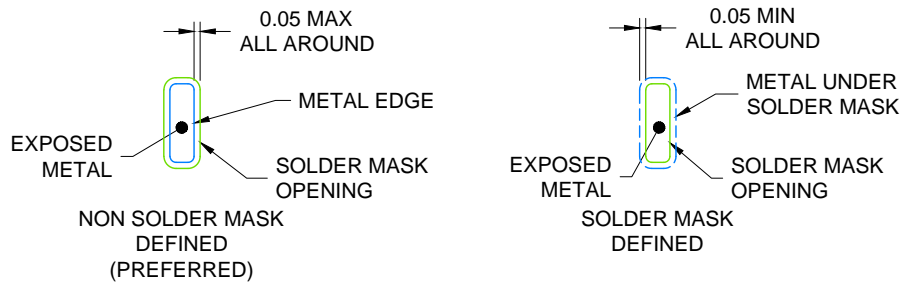 0.05 MAX
ALL AROUND
METAL EDGE
EXPOSED
METAL
SOLDER MASK
OPENING
NON SOLDER MASK
DEFINED
(PREFERRED)
0.05 MIN
ALL AROUND
METAL UNDER
SOLDER MASK
EXPOSED
METAL
SOLDER MASK
OPENING
SOLDER MASK
DEFINED